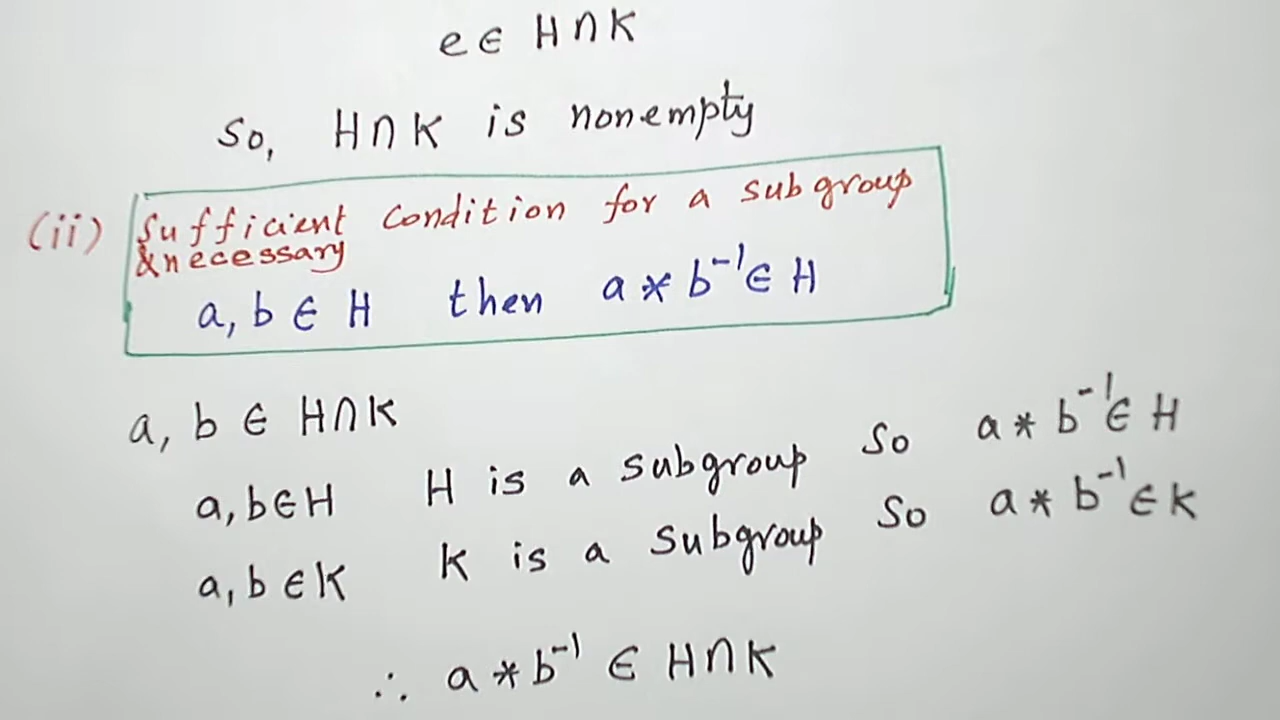 e ∈ H∩K
So, H∩K is nonempty
(ii) Sufficient Condition for a subgroup
& necessary
a, b ∈ H then a * b⁻¹ ∈ H
a, b ∈ H∩K
a, b ∈ H H is a subgroup So a * b⁻¹ ∈ H
a, b ∈ K K is a subgroup So a * b⁻¹ ∈ K
∴ a * b⁻¹ ∈ H∩K